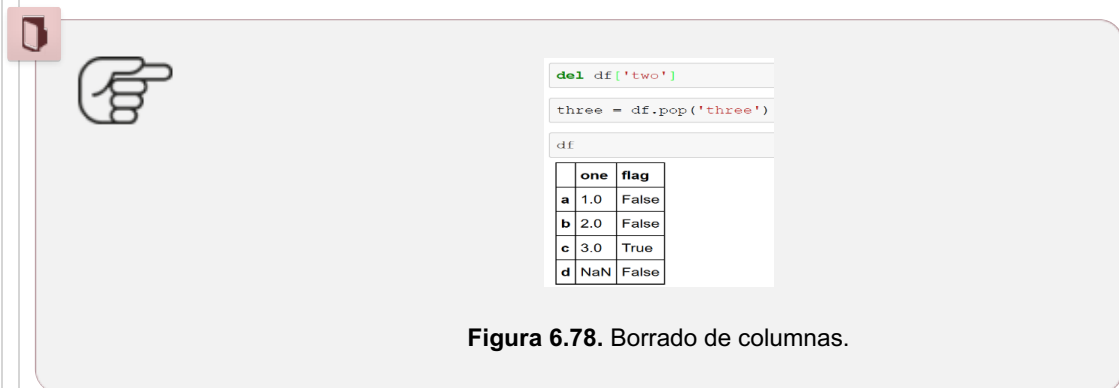 del df['two']
three = df.pop('three')
df
one flag
a 1.0 False
b 2.0 False
c 3.0 True
d NaN False
Figura 6.78. Borrado de columnas.